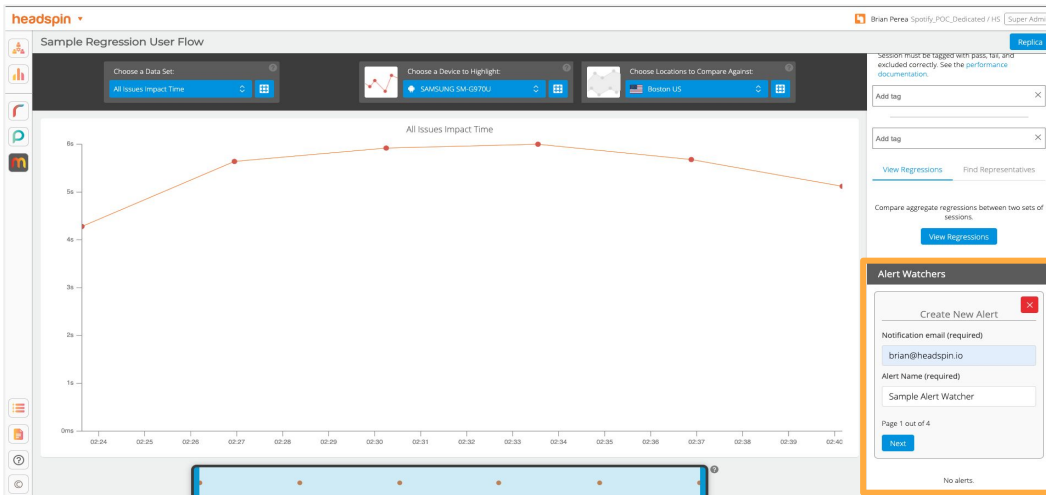 headspin
Brian Perea Spotify_POC_Dedicated / HS Super Admi
Sample Regression User Flow
Replica
Choose a Data Set:
All Issues Impact Time
Choose a Device to Highlight:
SAMSUNG SM-G970U
Choose Locations to Compare Against:
Boston US
All Issues Impact Time
6s
5s
4s
3s
2s
1s
0ms
02:24 02:25 02:26 02:27 02:28 02:29 02:30 02:31 02:32 02:33 02:34 02:35 02:36 02:37 02:38 02:39 02:40
Session must be tagged with pass, fail, and
excluded correctly. See the performance
documentation.
Add tag
Add tag
View Regressions Find Representatives
Compare aggregate regressions between two sets of
sessions.
View Regressions
Alert Watchers
Create New Alert
Notification email (required)
brian@headspin.io
Alert Name (required)
Sample Alert Watcher
Page 1 out of 4
Next
No alerts.